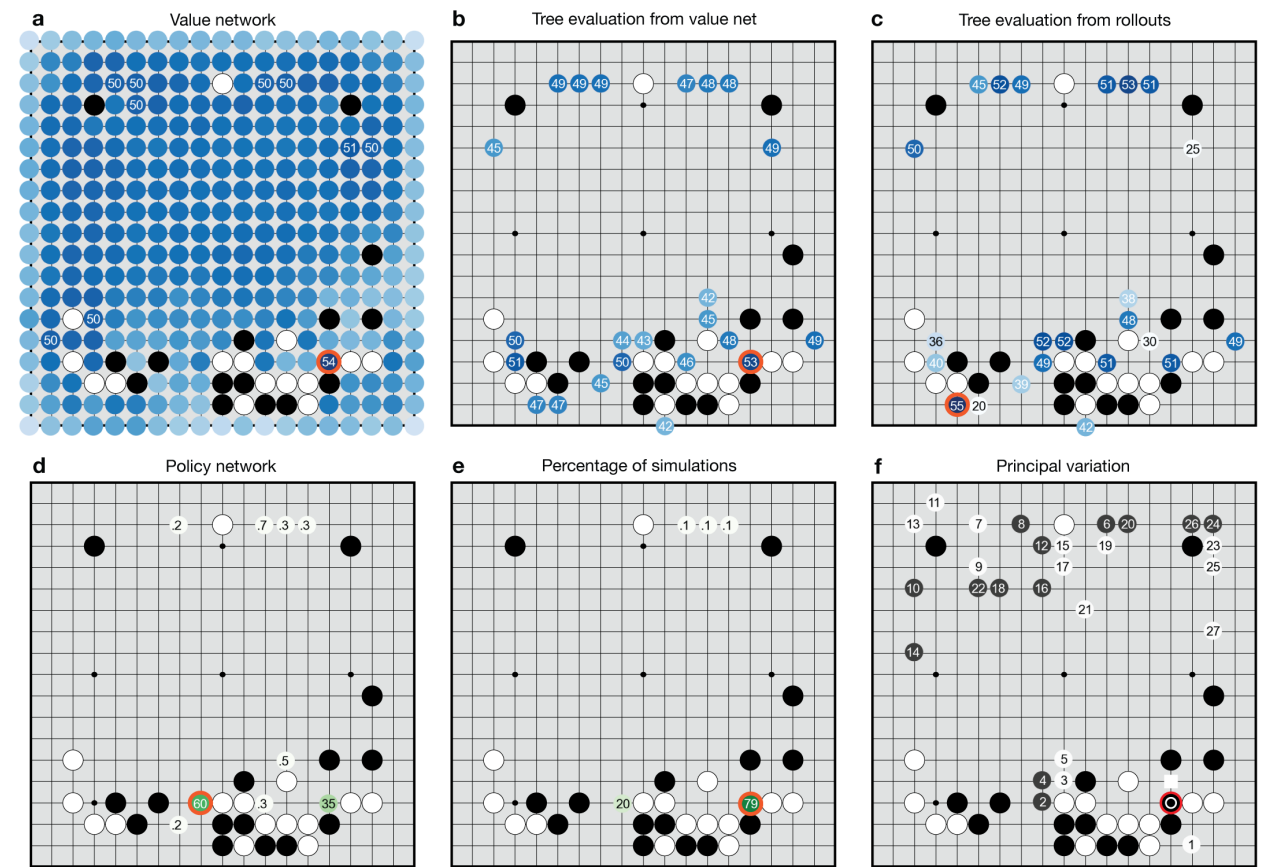 a Value network
b Tree evaluation from value net
c Tree evaluation from rollouts
50 50 50 50
50
51 50
50
50
54
49 49 49 47 48 48
45 49
42
45
50 44 43 48 49
51 50 46 53
45
47 47
42
45 52 49 51 53 51
50 25
38
48
36 52 52 30 49
40 49 51 51
39
55 20
42
d Policy network
e Percentage of simulations
f Principal variation
.2 .7 .3 .3
.5
60 .3 35
.2
.1 .1 .1
20 79
11
13 7 8 6 20 26 24
12 15 19 23
9 17 25
10 22 18 16
21
27
14
5
4 3
2
1